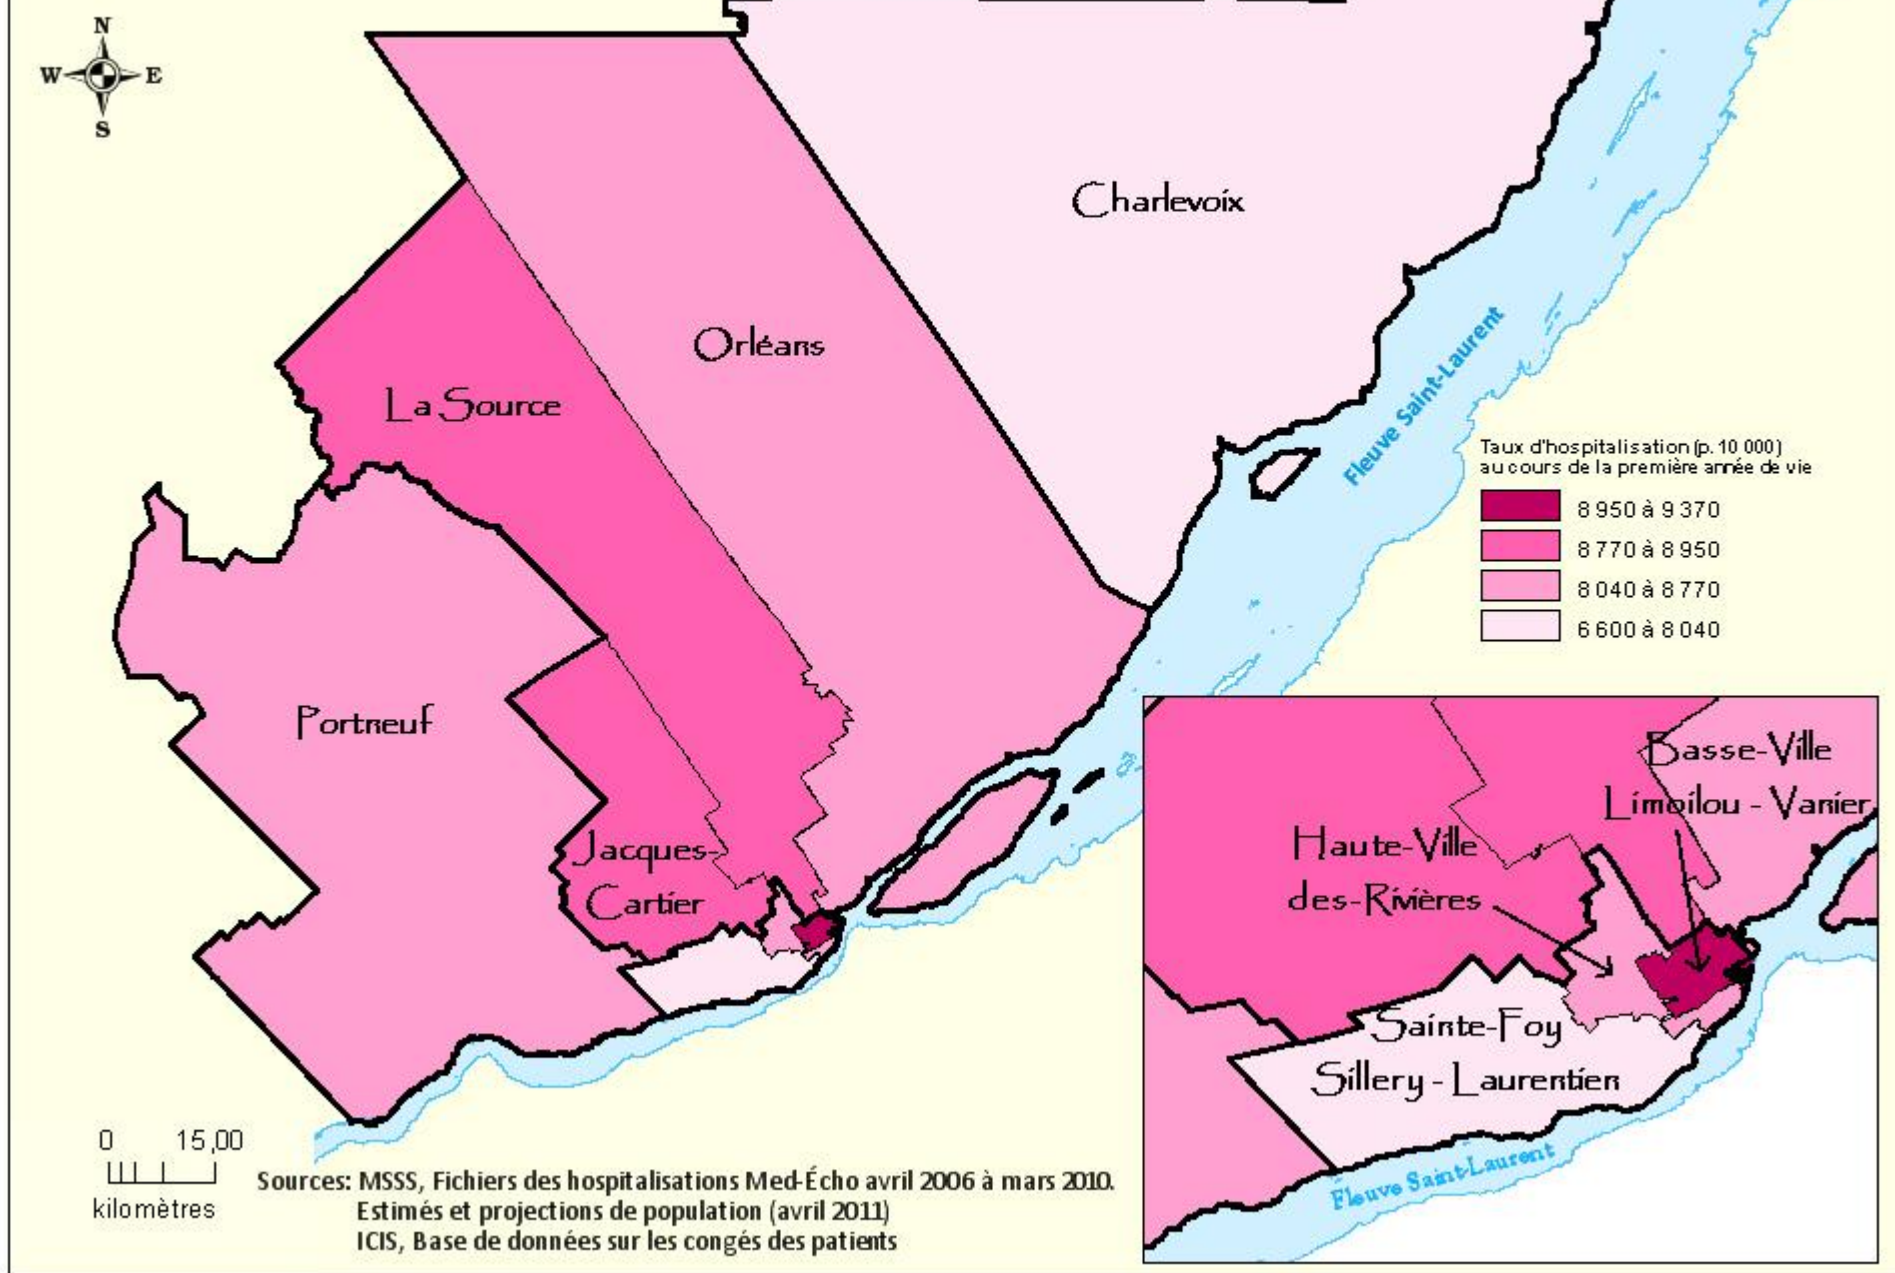 N
W E
S
Charlevoix
Orléans
La Source
Fleuve Saint-Laurent
Taux d'hospitalisation (p. 10 000)
au cours de la première année de vie
8 950 à 9 370
8 770 à 8 950
8 040 à 8 770
6 600 à 8 040
Portneuf
Jacques-
Cartier
Basse-Ville
Limoilou - Vanier
Haute-Ville
des-Rivières
Sainte-Foy
Sillery - Laurentien
Fleuve Saint-Laurent
0 15,00
kilomètres
Sources: MSSS, Fichiers des hospitalisations Med-Écho avril 2006 à mars 2010.
Estimés et projections de population (avril 2011)
ICIS, Base de données sur les congés des patients